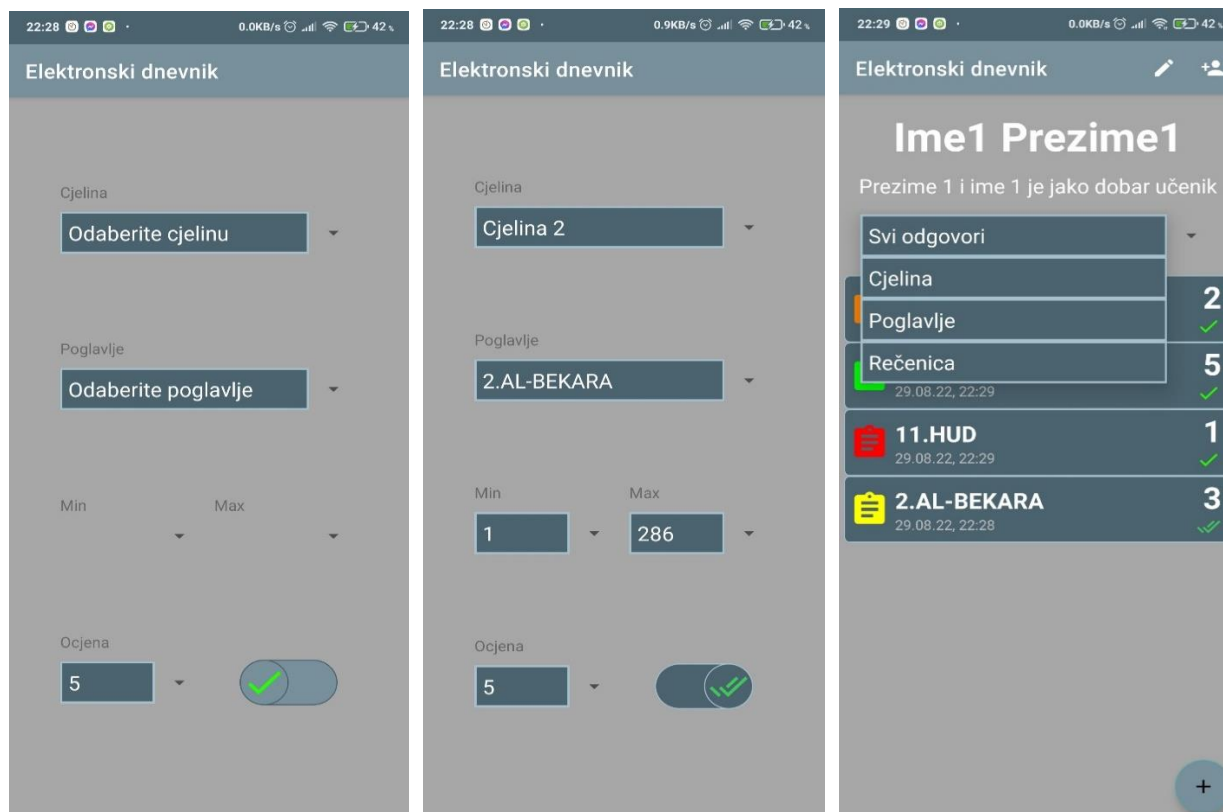 22:28 0.0KB/s 42%
Elektronski dnevnik
Cjelina
Odaberite cjelinu
Poglavlje
Odaberite poglavlje
Min Max
Ocjena
5
22:28 0.9KB/s 42%
Elektronski dnevnik
Cjelina
Cjelina 2
Poglavlje
2.AL-BEKARA
Min Max
1 286
Ocjena
5
22:29 0.0KB/s 42%
Elektronski dnevnik
Ime1 Prezime1
Prezime 1 i ime 1 je jako dobar učenik
Svi odgovori
Cjelina
2
Poglavlje
Rečenica 5
29.08.22, 22:29
11.HUD 1
29.08.22, 22:29
2.AL-BEKARA 3
29.08.22, 22:28
+